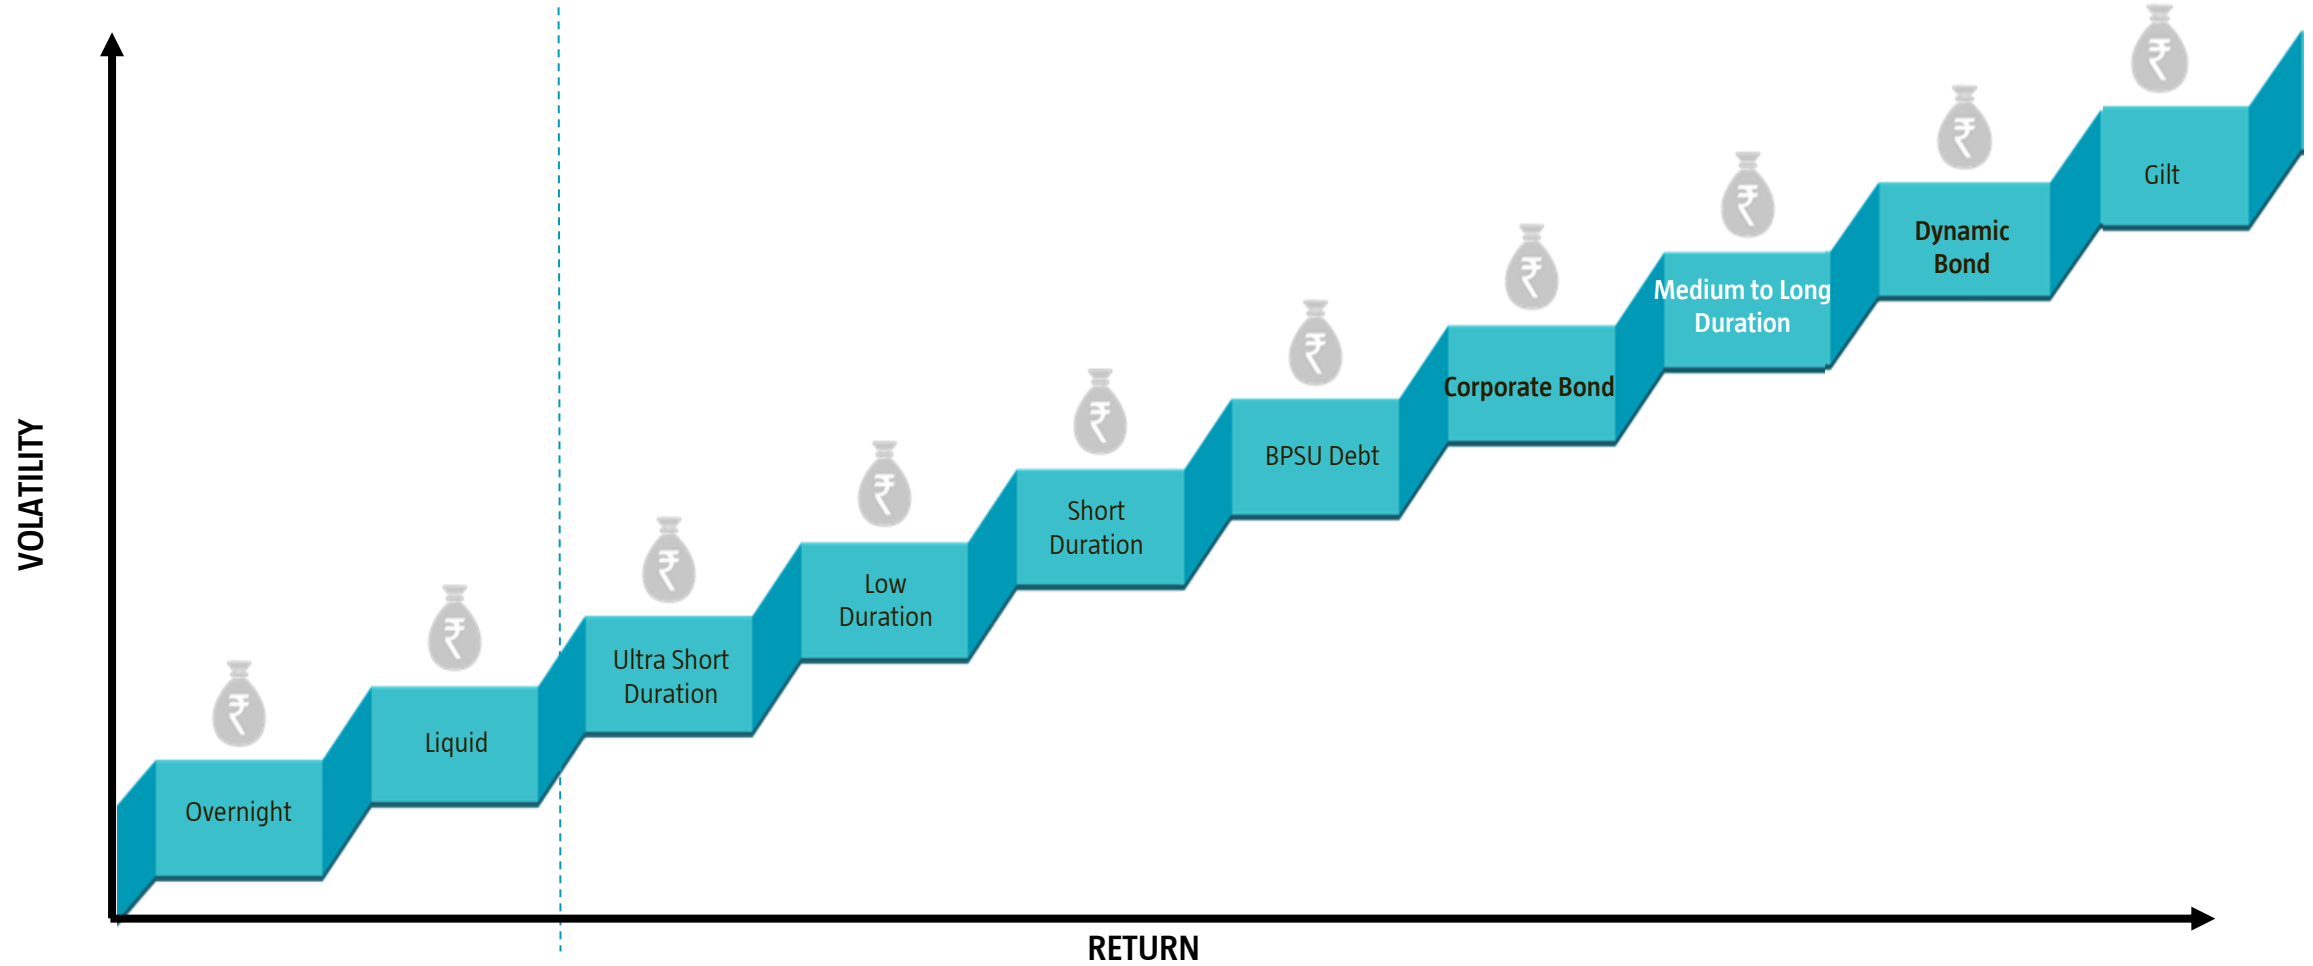 VOLATILITY
Overnight
Liquid
Ultra Short
Duration
Low
Duration
Short
Duration
BPSU Debt
Corporate Bond
Medium to Long
Duration
Dynamic
Bond
Gilt
₹
₹
₹
₹
₹
₹
₹
₹
₹
₹
RETURN